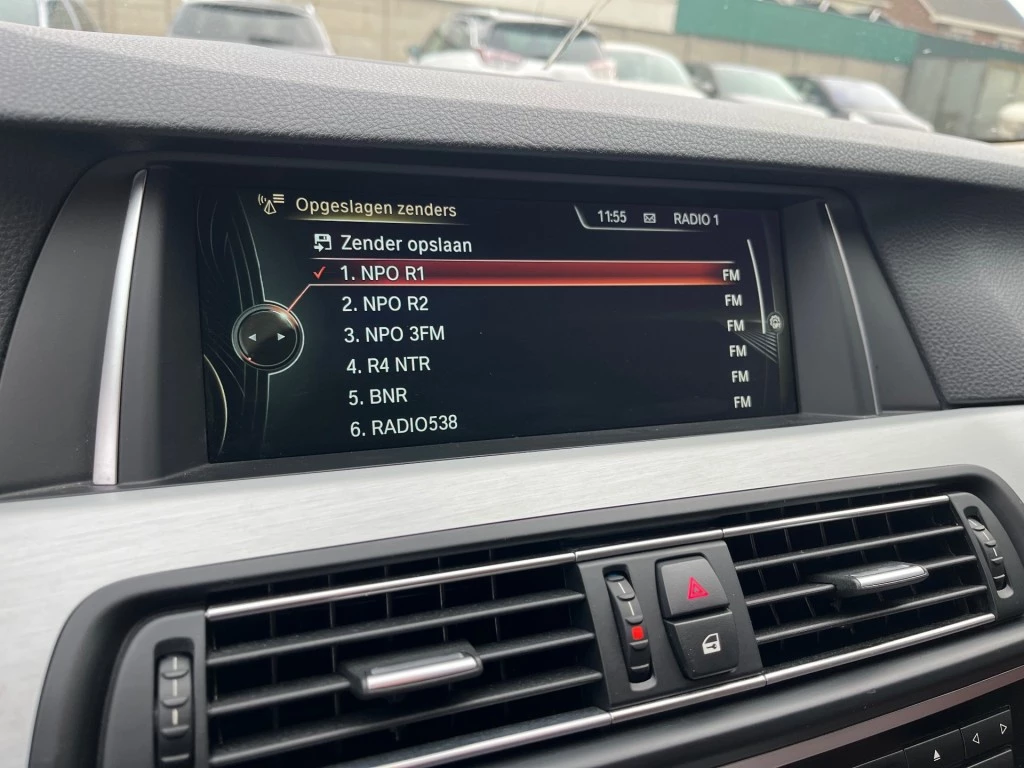 Opgeslagen zenders
11:55 RADIO 1
Zender opslaan
1. NPO R1 FM
2. NPO R2 FM
3. NPO 3FM FM
4. R4 NTR FM
5. BNR FM
6. RADIO538 FM